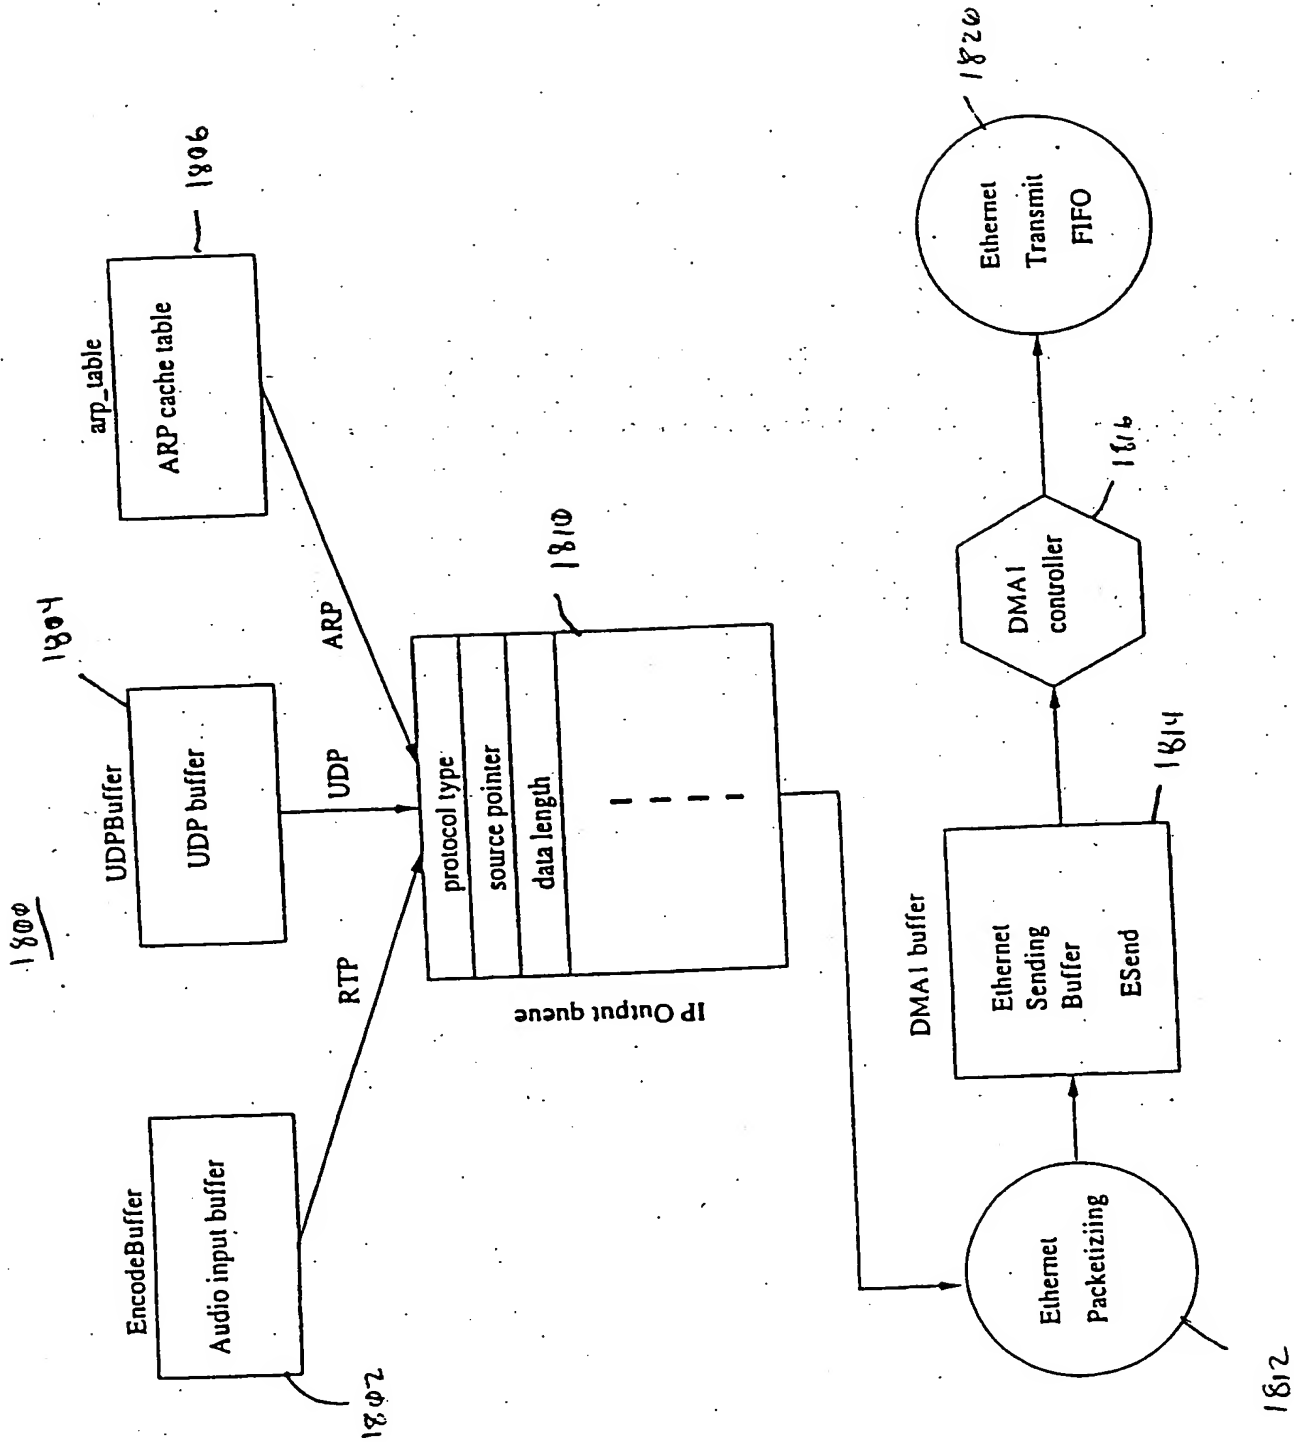 1800
EncodeBuffer
Audio input buffer
1802
UDPBuffer
UDP buffer
1804
arp_table
ARP cache table
1806
RTP
UDP
ARP
IP Output queue
protocol type
source pointer
data length
1810
Ethernet
Packetiziing
1812
DMA1 buffer
Ethernet
Sending
Buffer
ESend
1814
DMA1
controller
1816
Ethernet
Transmit
FIFO
1820